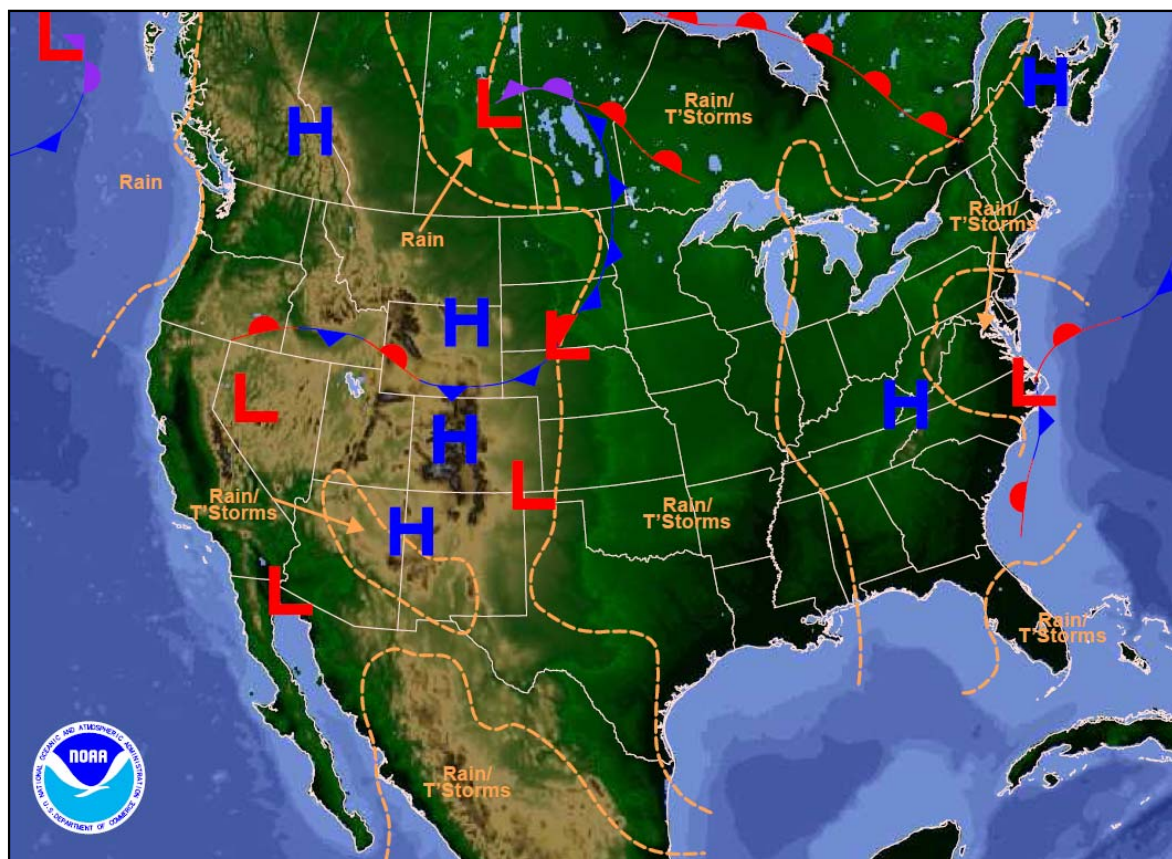 L
H
L
H
Rain/
T'Storms
Rain
Rain/
T'Storms
Rain
H
L
L
L
H
H
L
Rain/
T'Storms
Rain/
T'Storms
H
L
Rain/
T'Storms
Rain/
T'Storms
NATIONAL OCEANIC AND ATMOSPHERIC ADMINISTRATION
NOAA
U.S. DEPARTMENT OF COMMERCE